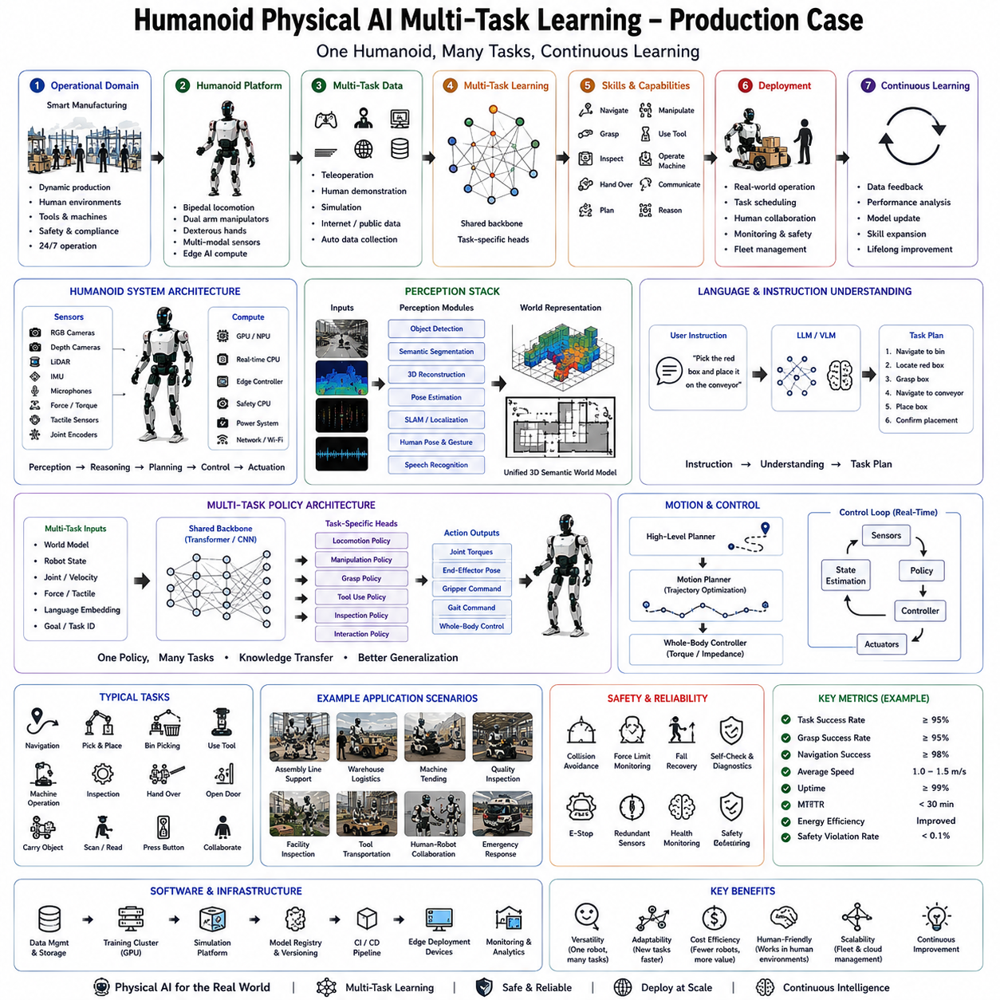 Humanoid Physical AI Multi-Task Learning – Production Case
One Humanoid, Many Tasks, Continuous Learning
1 Operational Domain
Smart Manufacturing
• Dynamic production
• Human environments
• Tools & machines
• Safety & compliance
• 24/7 operation
2 Humanoid Platform
• Bipedal locomotion
• Dual arm manipulators
• Dexterous hands
• Multi-modal sensors
• Edge AI compute
3 Multi-Task Data
• Teleoperation
• Human demonstration
• Simulation
• Internet / public data
• Auto data collection
4 Multi-Task Learning
Shared backbone
Task-specific heads
5 Skills & Capabilities
Navigate
Manipulate
Grasp
Use Tool
Inspect
Operate
Machine
Hand Over
Communicate
Plan
Reason
6 Deployment
• Real-world operation
• Task scheduling
• Human collaboration
• Monitoring & safety
• Fleet management
7 Continuous Learning
• Data feedback
• Performance analysis
• Model update
• Skill expansion
• Lifelong improvement
HUMANOID SYSTEM ARCHITECTURE
Sensors
RGB Cameras
Depth Cameras
LiDAR
IMU
Microphones
Force / Torque
Tactile Sensors
Joint Encoders
Compute
GPU / NPU
Real-time CPU
Edge Controller
Safety CPU
Power System
Network / Wi-Fi
Perception → Reasoning → Planning → Control → Actuation
PERCEPTION STACK
Inputs
Perception Modules
Object Detection
Semantic Segmentation
3D Reconstruction
Pose Estimation
SLAM / Localization
Human Pose & Gesture
Speech Recognition
World Representation
Unified 3D Semantic World Model
LANGUAGE & INSTRUCTION UNDERSTANDING
User Instruction
"Pick the red
box and place it
on the conveyor"
LLM / VLM
Task Plan
1. Navigate to bin
2. Locate red box
3. Grasp box
4. Navigate to conveyor
5. Place box
6. Confirm placement
Instruction → Understanding → Task Plan
MULTI-TASK POLICY ARCHITECTURE
Multi-Task Inputs
• World Model
• Robot State
• Joint / Velocity
• Force / Tactile
• Language Embedding
• Goal / Task ID
Shared Backbone
(Transformer / CNN)
Task-Specific Heads
Locomotion Policy
Manipulation Policy
Grasp Policy
Tool Use Policy
Inspection Policy
Interaction Policy
Action Outputs
Joint Torques
End-Effector Pose
Gripper Command
Gait Command
Whole-Body Control
One Policy, Many Tasks • Knowledge Transfer • Better Generalization
MOTION & CONTROL
High-Level Planner
Motion Planner
(Trajectory Optimization)
Whole-Body Controller
(Torque / Impedance)
Control Loop (Real-Time)
Sensors
State
Estimation
Policy
Controller
Actuators
TYPICAL TASKS
Navigation
Pick & Place
Bin Picking
Use Tool
Machine
Operation
Inspection
Hand Over
Open Door
Carry Object
Scan / Read
Press Button
Collaborate
EXAMPLE APPLICATION SCENARIOS
Assembly Line
Support
Warehouse
Logistics
Machine
Tending
Quality
Inspection
Facility
Inspection
Tool
Transportation
Human-Robot
Collaboration
Emergency
Response
SAFETY & RELIABILITY
Collision
Avoidance
Force Limit
Monitoring
Fall
Recovery
Self-Check &
Diagnostics
E-Stop
Redundant
Sensors
Health
Monitoring
Safety
KEY METRICS (EXAMPLE)
Task Success Rate ≥ 95%
Grasp Success Rate ≥ 95%
Navigation Success ≥ 98%
Average Speed 1.0 – 1.5 m/s
Uptime ≥ 99%
< 30 min
Energy Efficiency Improved
Safety Violation Rate < 0.1%
SOFTWARE & INFRASTRUCTURE
Data Mgmt
& Storage
Training Cluster
(GPU)
Simulation
Platform
Model Registry
& Versioning
CI / CD
Pipeline
Edge Deployment
Devices
Monitoring &
Analytics
KEY BENEFITS
Versatility
(One robot,
many tasks)
Adaptability
(New tasks
faster)
Cost Efficiency
(Fewer robots,
more value)
Human-Friendly
(Works in human
environments)
Scalability
(Fleet & cloud
management)
Continuous
Improvement
Physical AI for the Real World | Multi-Task Learning | Safe & Reliable | Deploy at Scale | Continuous Intelligence